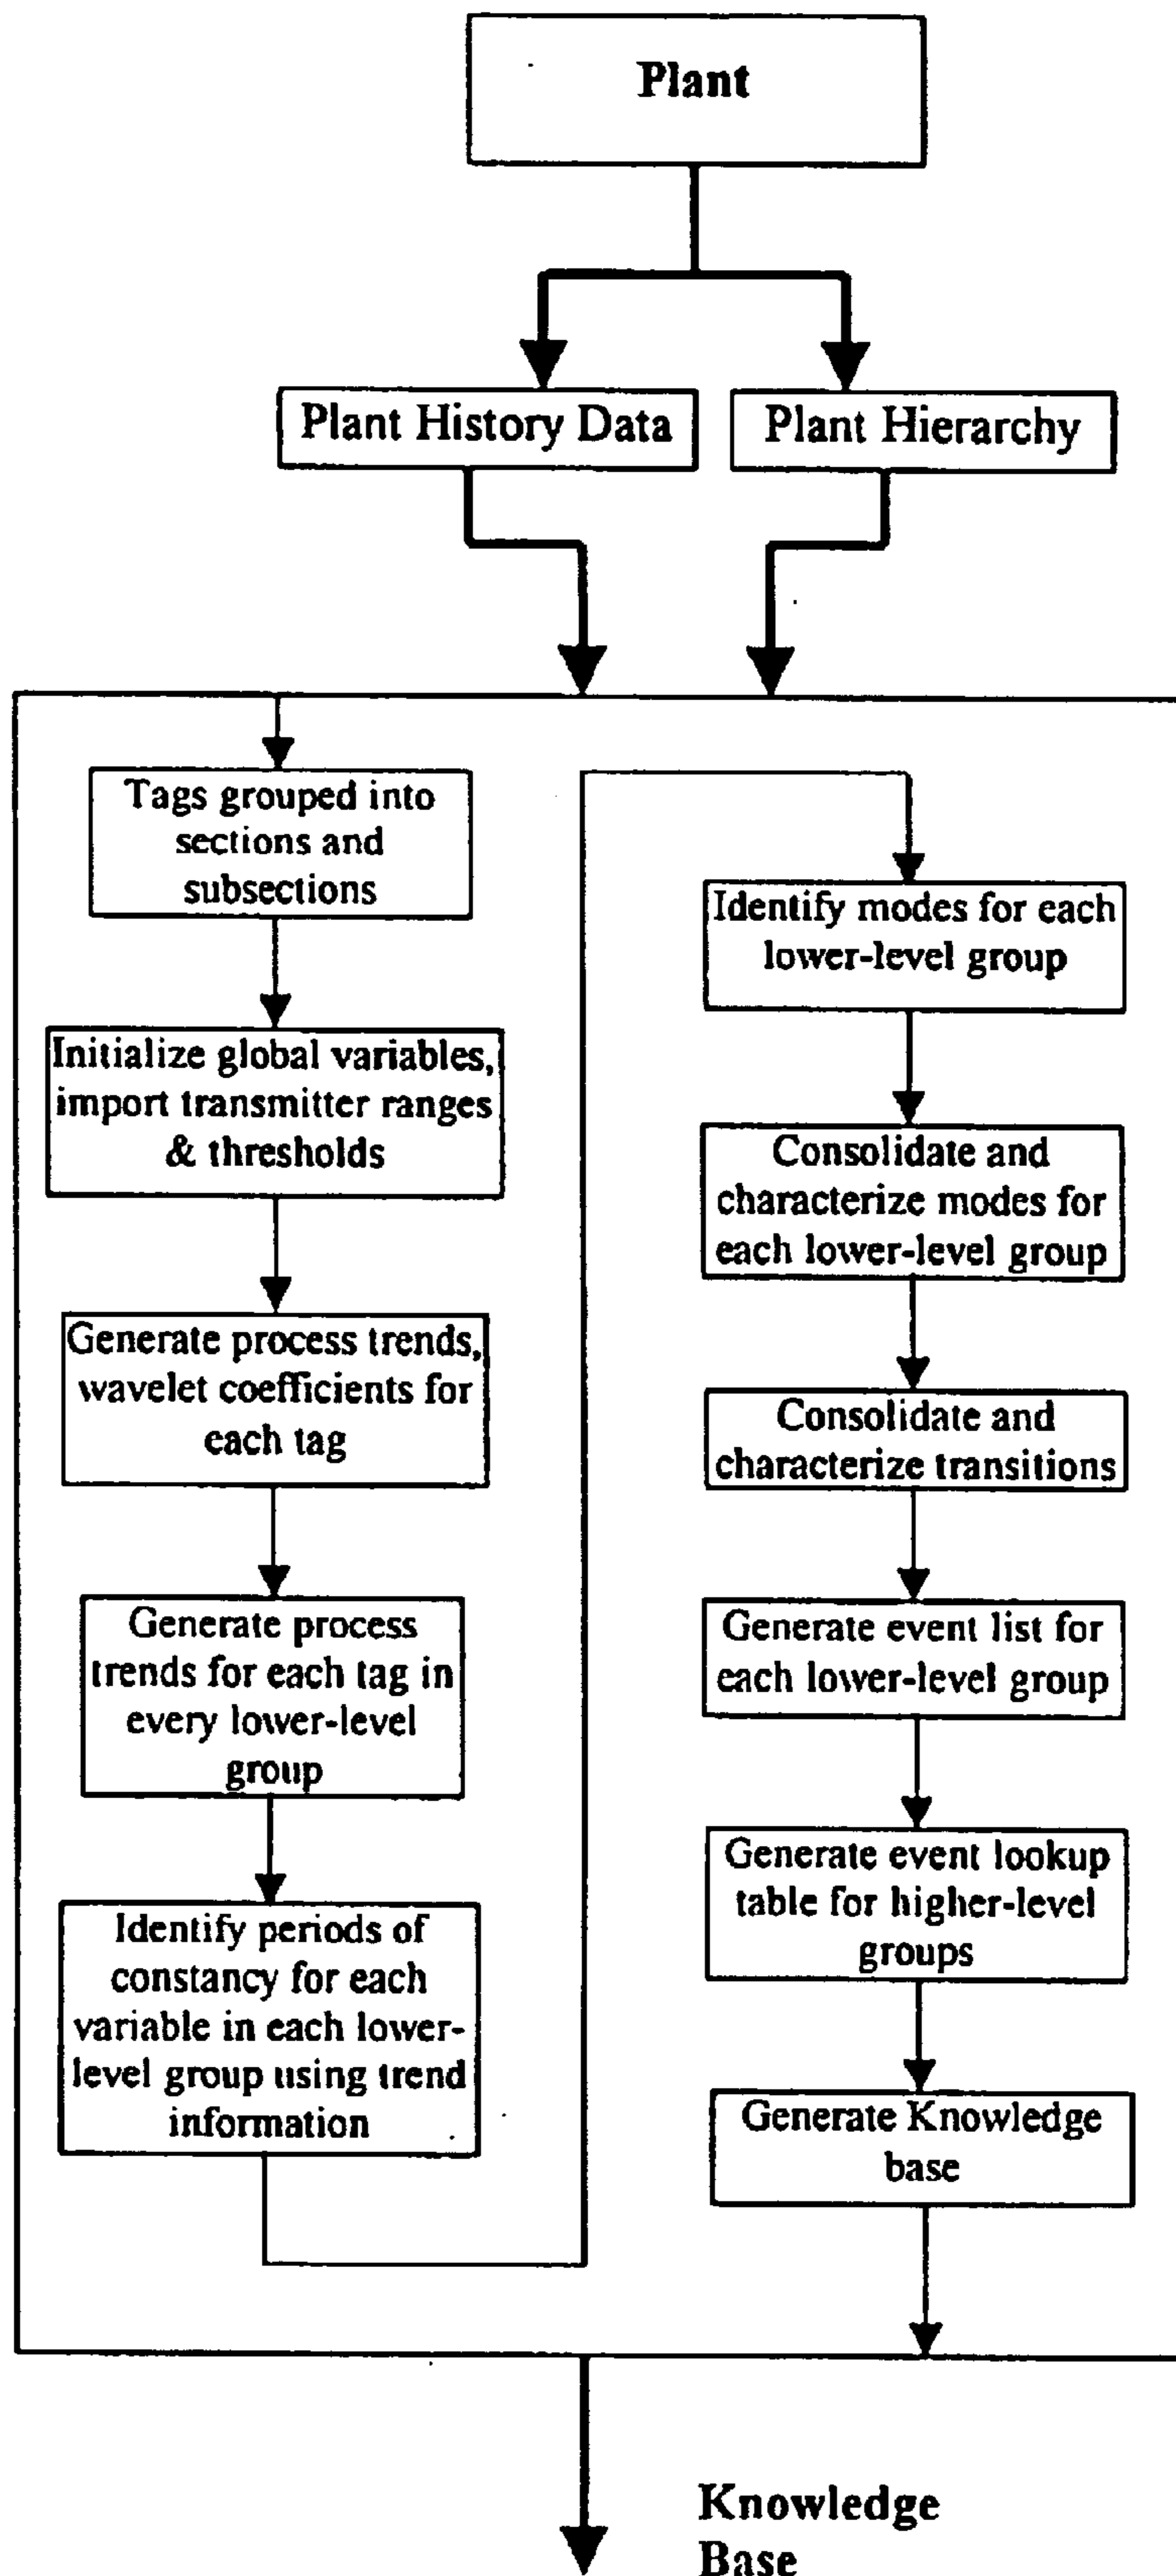 Plant
Plant History Data
Plant Hierarchy
Tags grouped into
sections and
subsections
Initialize global variables,
import transmitter ranges
& thresholds
Generate process trends,
wavelet coefficients for
each tag
Generate process
trends for each tag in
every lower-level
group
Identify periods of
constancy for each
variable in each lower-
level group using trend
information
Identify modes for each
lower-level group
Consolidate and
characterize modes for
each lower-level group
Consolidate and
characterize transitions
Generate event list for
each lower-level group
Generate event lookup
table for higher-level
groups
Generate Knowledge
base
Knowledge
Base